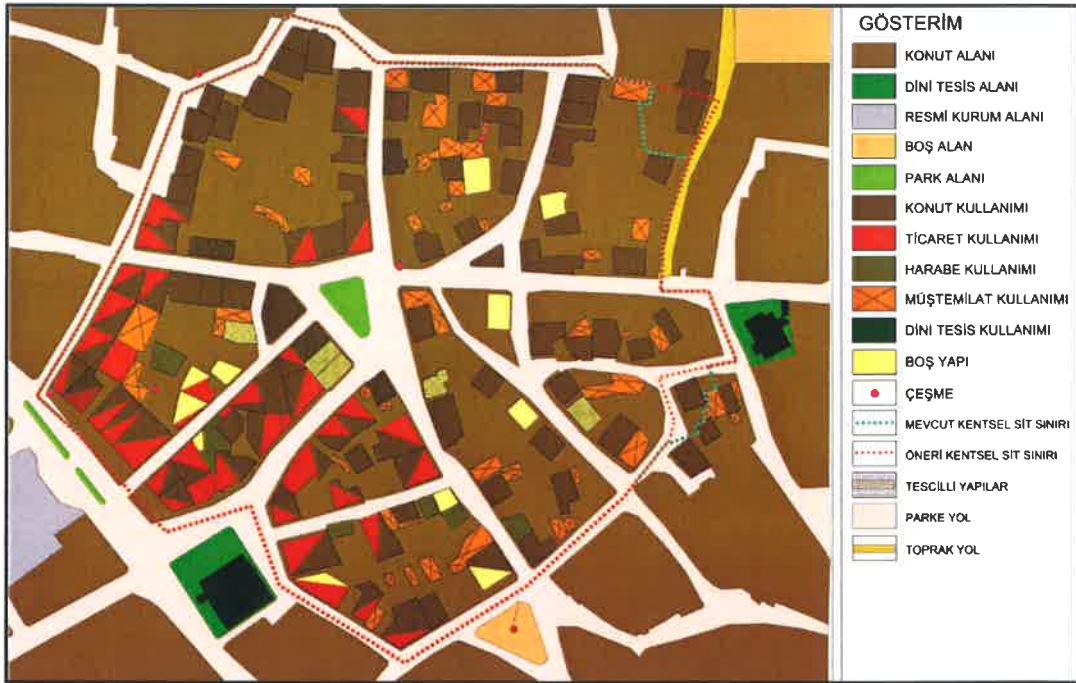 GÖSTERİM
KONUT ALANI
DİNİ TESİS ALANI
RESMİ KURUM ALANI
BOŞ ALAN
PARK ALANI
KONUT KULLANIMI
TİCARET KULLANIMI
HARABE KULLANIMI
MÜŞTEMİLAT KULLANIMI
DİNİ TESİS KULLANIMI
BOŞ YAPI
ÇEŞME
MEVCUT KENTSEL SİT SINIRI
ÖNERİ KENTSEL SİT SINIRI
TESCİLLİ YAPILAR
PARKE YOL
TOPRAK YOL